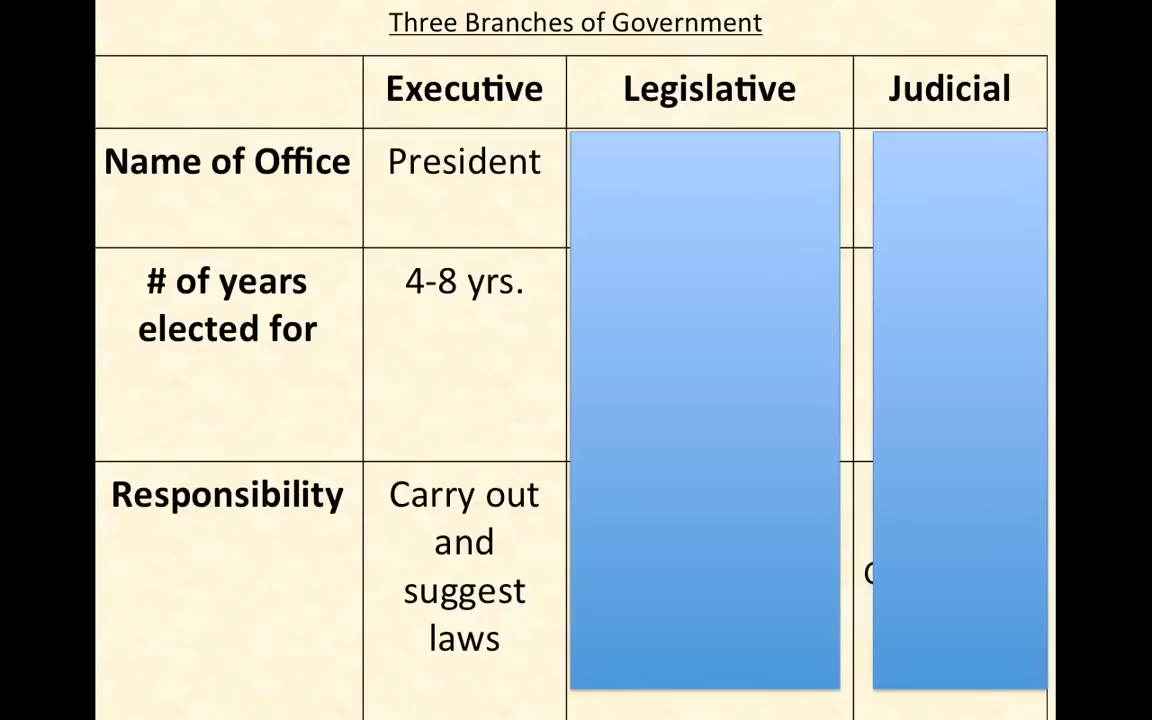 Three Branches of Government
Executive Legislative Judicial
Name of Office President
# of years 4-8 yrs.
elected for
Responsibility Carry out
and
suggest
laws